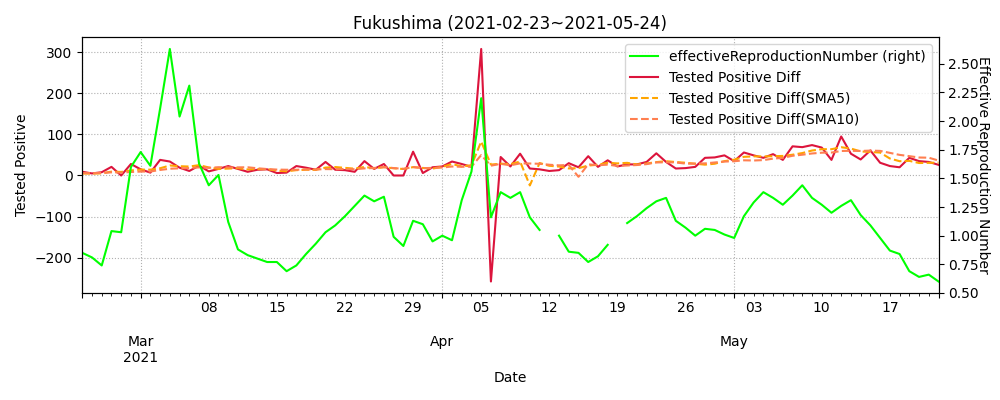 Fukushima (2021-02-23~2021-05-24)
effectiveReproductionNumber (right)
Tested Positive Diff
Tested Positive Diff(SMA5)
Tested Positive Diff(SMA10)
Tested Positive
300
200
100
0
−100
−200
2.50
2.25
2.00
1.75
1.50
1.25
1.00
0.75
0.50
Effective Reproduction Number
08 15 22 29 05 12 19 26 03 10 17
Mar Apr May
2021
Date